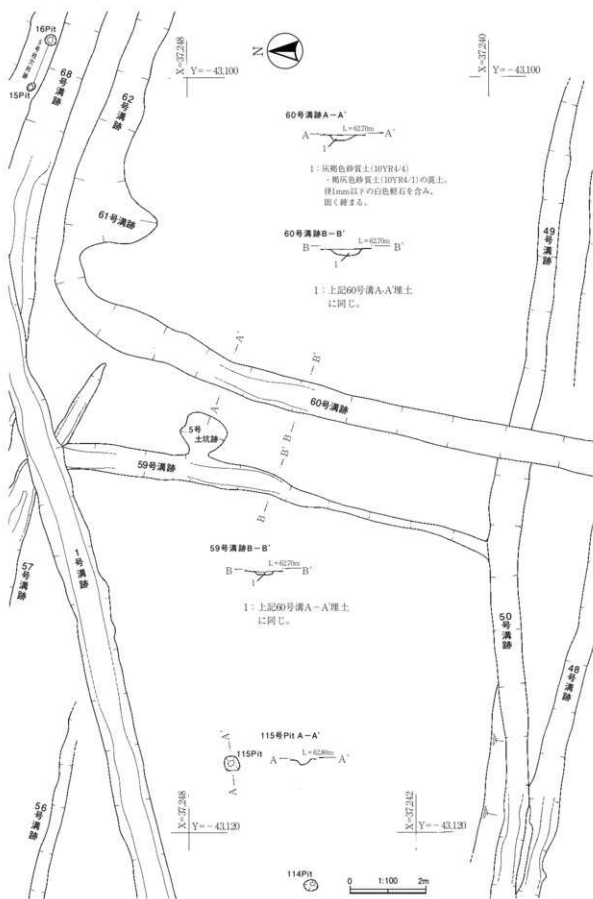 16Pit
15Pit
68号溝跡
62号溝跡
N
X=37,248
Y=-43,100
X=37,240
Y=-43,100
60号溝跡A-A'
L=62.70m
A
A'
1
1：灰褐色砂質土(10YR4/4)
-褐灰色砂質土(10YR4/1)の混土。
径1mm以下の白色軽石を含み、
固く締まる。
61号溝跡
60号溝跡B-B'
L=62.70m
B
B'
1
1：上記60号溝A-A'埋土
に同じ。
49号溝跡
A'
A
B'
B
60号溝跡
5号
土坑跡
59号溝跡
B'
B
57号溝跡
1号溝跡
59号溝跡B-B'
L=62.70m
B
B'
1
1：上記60号溝A-A'埋土
に同じ。
50号溝跡
48号溝跡
115号Pit A-A'
A'
115Pit
A
L=62.80m
A
A'
56号溝跡
X=37,248
Y=-43,120
X=37,242
Y=-43,120
114Pit
0
1:100
2m